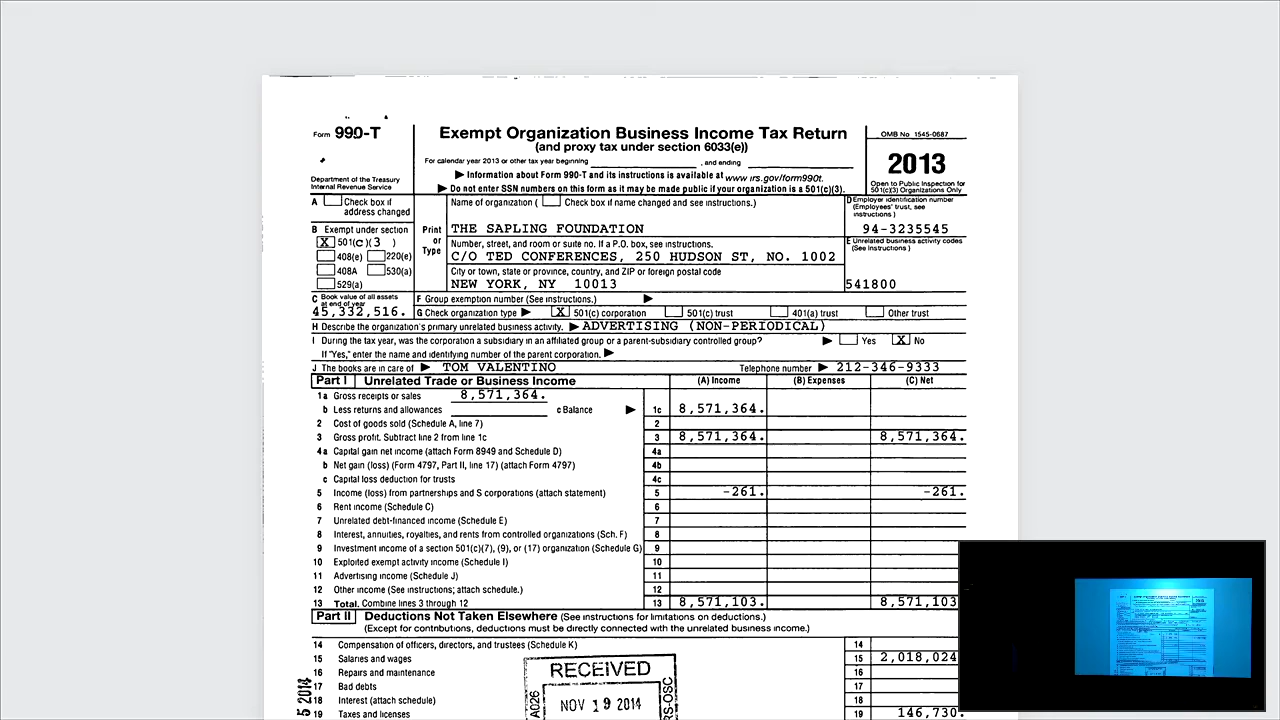 Form 990-T
Exempt Organization Business Income Tax Return
(and proxy tax under section 6033(e))
OMB No 1545-0687
For calendar year 2013 or other tax year beginning , and ending
2013
Department of the Treasury
Internal Revenue Service
▶ Information about Form 990-T and its instructions is available at www irs.gov/form990t.
▶ Do not enter SSN numbers on this form as it may be made public if your organization is a 501(c)(3).
Open to Public Inspection for
501(c)(3) Organizations Only
A Check box if
address changed
Name of organization ( Check box if name changed and see instructions.)
D Employer identification number
(Employees' trust, see
instructions )
B Exempt under section
X 501(C)(3 )
408(e) 220(e)
408A 530(a)
529(a)
Print
or
Type
THE SAPLING FOUNDATION
94-3235545
Number, street, and room or suite no. If a P.O. box, see instructions.
E Unrelated business activity codes
(See Instructions )
C/O TED CONFERENCES, 250 HUDSON ST, NO. 1002
City or town, state or province, country, and ZIP or foreign postal code
NEW YORK, NY 10013
541800
C Book value of all assets
at end of year
45,332,516.
F Group exemption number (See instructions.) ▶
G Check organization type ▶ X 501(c) corporation 501(c) trust 401(a) trust Other trust
H Describe the organization's primary unrelated business activity. ▶ ADVERTISING (NON-PERIODICAL)
I During the tax year, was the corporation a subsidiary in an affiliated group or a parent-subsidiary controlled group? ▶ Yes X No
If "Yes," enter the name and identifying number of the parent corporation. ▶
J The books are in care of ▶ TOM VALENTINO Telephone number ▶ 212-346-9333
Part I Unrelated Trade or Business Income (A) Income (B) Expenses (C) Net
1a Gross receipts or sales 8,571,364.
b Less returns and allowances c Balance ▶ 1c 8,571,364.
2 Cost of goods sold (Schedule A, line 7) 2
3 Gross profit. Subtract line 2 from line 1c 3 8,571,364. 8,571,364.
4a Capital gain net income (attach Form 8949 and Schedule D) 4a
b Net gain (loss) (Form 4797, Part II, line 17) (attach Form 4797) 4b
c Capital loss deduction for trusts 4c
5 Income (loss) from partnerships and S corporations (attach statement) 5 -261. -261.
6 Rent income (Schedule C) 6
7 Unrelated debt-financed income (Schedule E) 7
8 Interest, annuities, royalties, and rents from controlled organizations (Sch. F) 8
9 Investment income of a section 501(c)(7), (9), or (17) organization (Schedule G) 9
10 Exploited exempt activity income (Schedule I) 10
11 Advertising income (Schedule J) 11
12 Other income (See instructions; attach schedule.) 12
13 Total. Combine lines 3 through 12 13 8,571,103. 8,571,103
Part II Deductions Not Taken Elsewhere (See instructions for limitations on deductions.)
(Except for contributions, deductions must be directly connected with the unrelated business income.)
14 Compensation of officers, directors, and trustees (Schedule K) 14
15 Salaries and wages 15 2,018,024
16 Repairs and maintenance 16
17 Bad debts 17
18 Interest (attach schedule) 18
19 Taxes and licenses 19 146,730.
RECEIVED
NOV 19 2014
A026
RS-OSC
5 2014